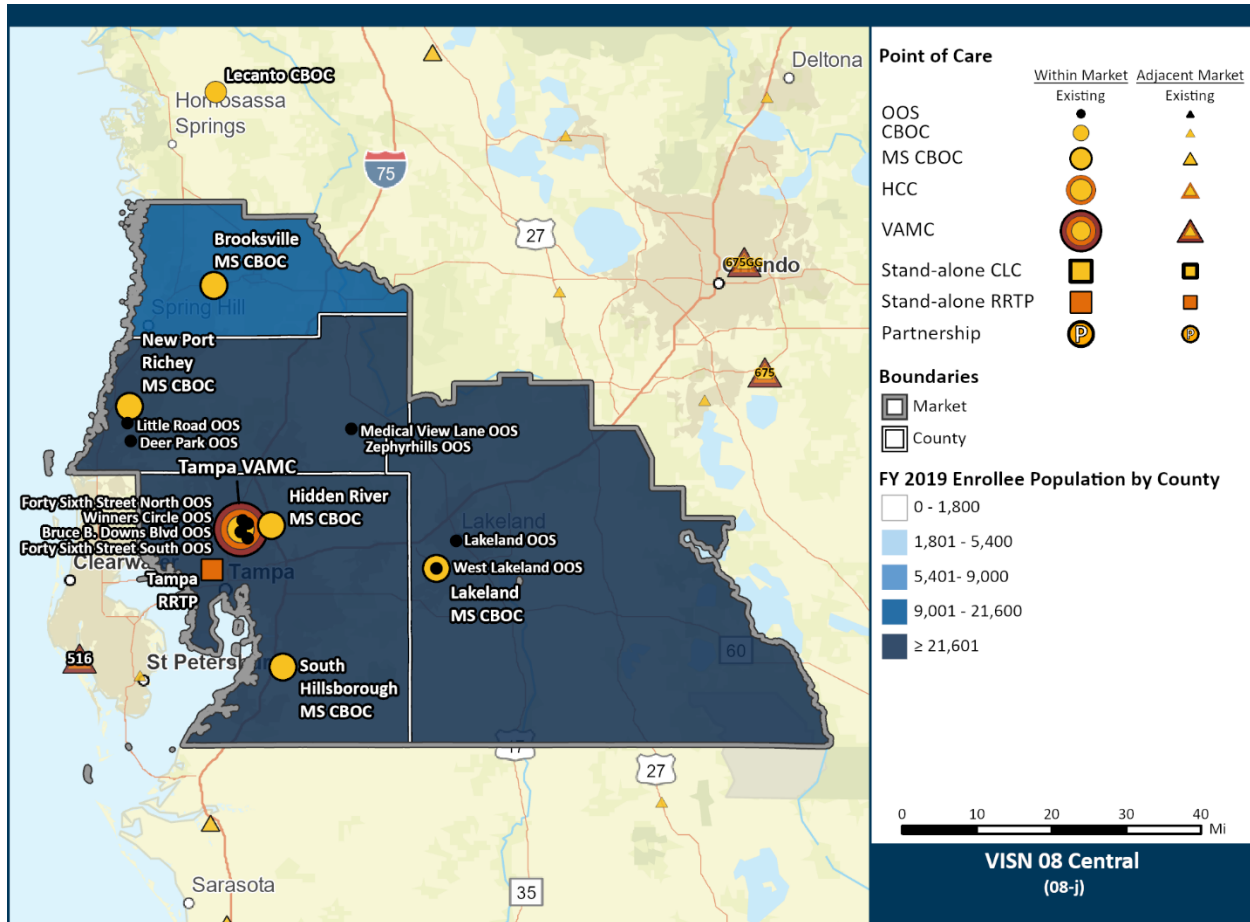 Deltona
Lecanto CBOC
Homosassa
Springs
75
27
675GG
Brooksville
MS CBOC
Spring Hill
New Port
Richey
MS CBOC
675
Little Road OOS
Deer Park OOS
Medical View Lane OOS
Zephyrhills OOS
Tampa VAMC
Forty Sixth Street North OOS
Winners Circle OOS
Bruce B. Downs Blvd OOS
Forty Sixth Street South OOS
Hidden River
MS CBOC
Lakeland
Lakeland OOS
West Lakeland OOS
Lakeland
MS CBOC
Clearwater
Tampa
RRTP
Tampa
60
516
South
Hillsborough
MS CBOC
17
27
Sarasota
35
Point of Care
Within Market Adjacent Market
Existing Existing
OOS
CBOC
MS CBOC
HCC
VAMC
Stand-alone CLC
Stand-alone RRTP
Partnership P P
Boundaries
Market
County
FY 2019 Enrollee Population by County
0 - 1,800
1,801 - 5,400
5,401- 9,000
9,001 - 21,600
≥ 21,601
0 10 20 30 40
Mi
VISN 08 Central
(08-j)